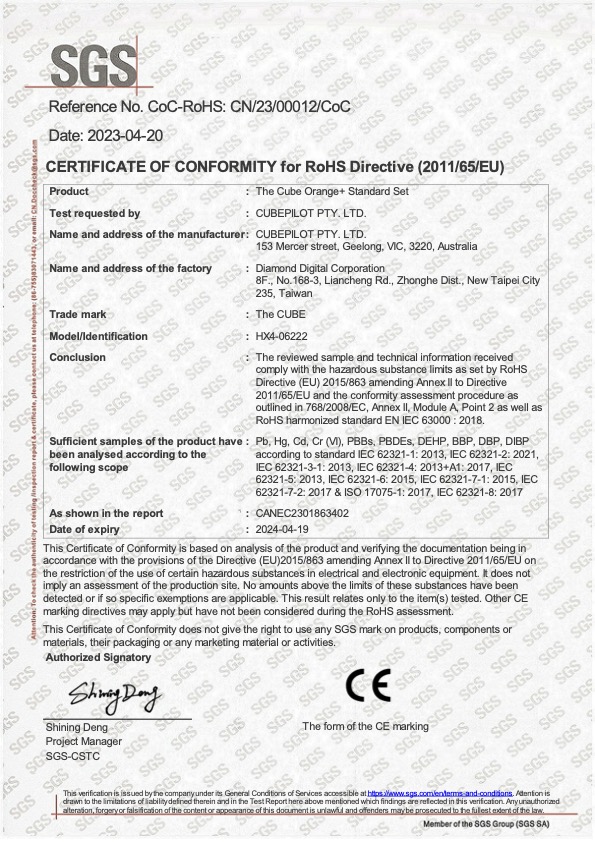 SGS
Reference No. CoC-RoHS: CN/23/00012/CoC
Date: 2023-04-20
CERTIFICATE OF CONFORMITY for RoHS Directive (2011/65/EU)
Product : The Cube Orange+ Standard Set
Test requested by : CUBEPILOT PTY. LTD.
Name and address of the manufacturer: CUBEPILOT PTY. LTD.
153 Mercer street, Geelong, VIC, 3220, Australia
Name and address of the factory : Diamond Digital Corporation
8F., No.168-3, Liancheng Rd., Zhonghe Dist., New Taipei City
235, Taiwan
Trade mark : The CUBE
Model/Identification : HX4-06222
Conclusion : The reviewed sample and technical information received
comply with the hazardous substance limits as set by RoHS
Directive (EU) 2015/863 amending Annex II to Directive
2011/65/EU and the conformity assessment procedure as
outlined in 768/2008/EC, Annex II, Module A, Point 2 as well as
RoHS harmonized standard EN IEC 63000 : 2018.
Sufficient samples of the product have : Pb, Hg, Cd, Cr (VI), PBBs, PBDEs, DEHP, BBP, DBP, DIBP
been analysed according to the according to standard IEC 62321-1: 2013, IEC 62321-2: 2021,
following scope IEC 62321-3-1: 2013, IEC 62321-4: 2013+A1: 2017, IEC
62321-5: 2013, IEC 62321-6: 2015, IEC 62321-7-1: 2015, IEC
62321-7-2: 2017 & ISO 17075-1: 2017, IEC 62321-8: 2017
As shown in the report : CANEC2301863402
Date of expiry : 2024-04-19
This Certificate of Conformity is based on analysis of the product and verifying the documentation being in
accordance with the provisions of the Directive (EU)2015/863 amending Annex II to Directive 2011/65/EU on
the restriction of the use of certain hazardous substances in electrical and electronic equipment. It does not
imply an assessment of the production site. No amounts above the limits of these substances have been
detected or if so specific exemptions are applicable. This result relates only to the item(s) tested. Other CE
marking directives may apply but have not been considered during the RoHS assessment.
This Certificate of Conformity does not give the right to use any SGS mark on products, components or
materials, their packaging or any marketing material or activities.
Authorized Signatory
Shining Deng
CE
Shining Deng
The form of the CE marking
Project Manager
SGS-CSTC
This verification is issued by the company under its General Conditions of Services accessible at https://www.sgs.com/en/terms-and-conditions. Attention is
drawn to the limitations of liability defined therein and in the Test Report here above mentioned which findings are reflected in this verification. Any unauthorized
alteration, forgery or falsification of the content or appearance of this document is unlawful and offenders may be prosecuted to the fullest extent of the law.
Member of the SGS Group (SGS SA)
Attention: To check the authenticity of testing /inspection report & certificate, please contact us at telephone: (86-755)83071443, or email: CN.Doccheck@sgs.com